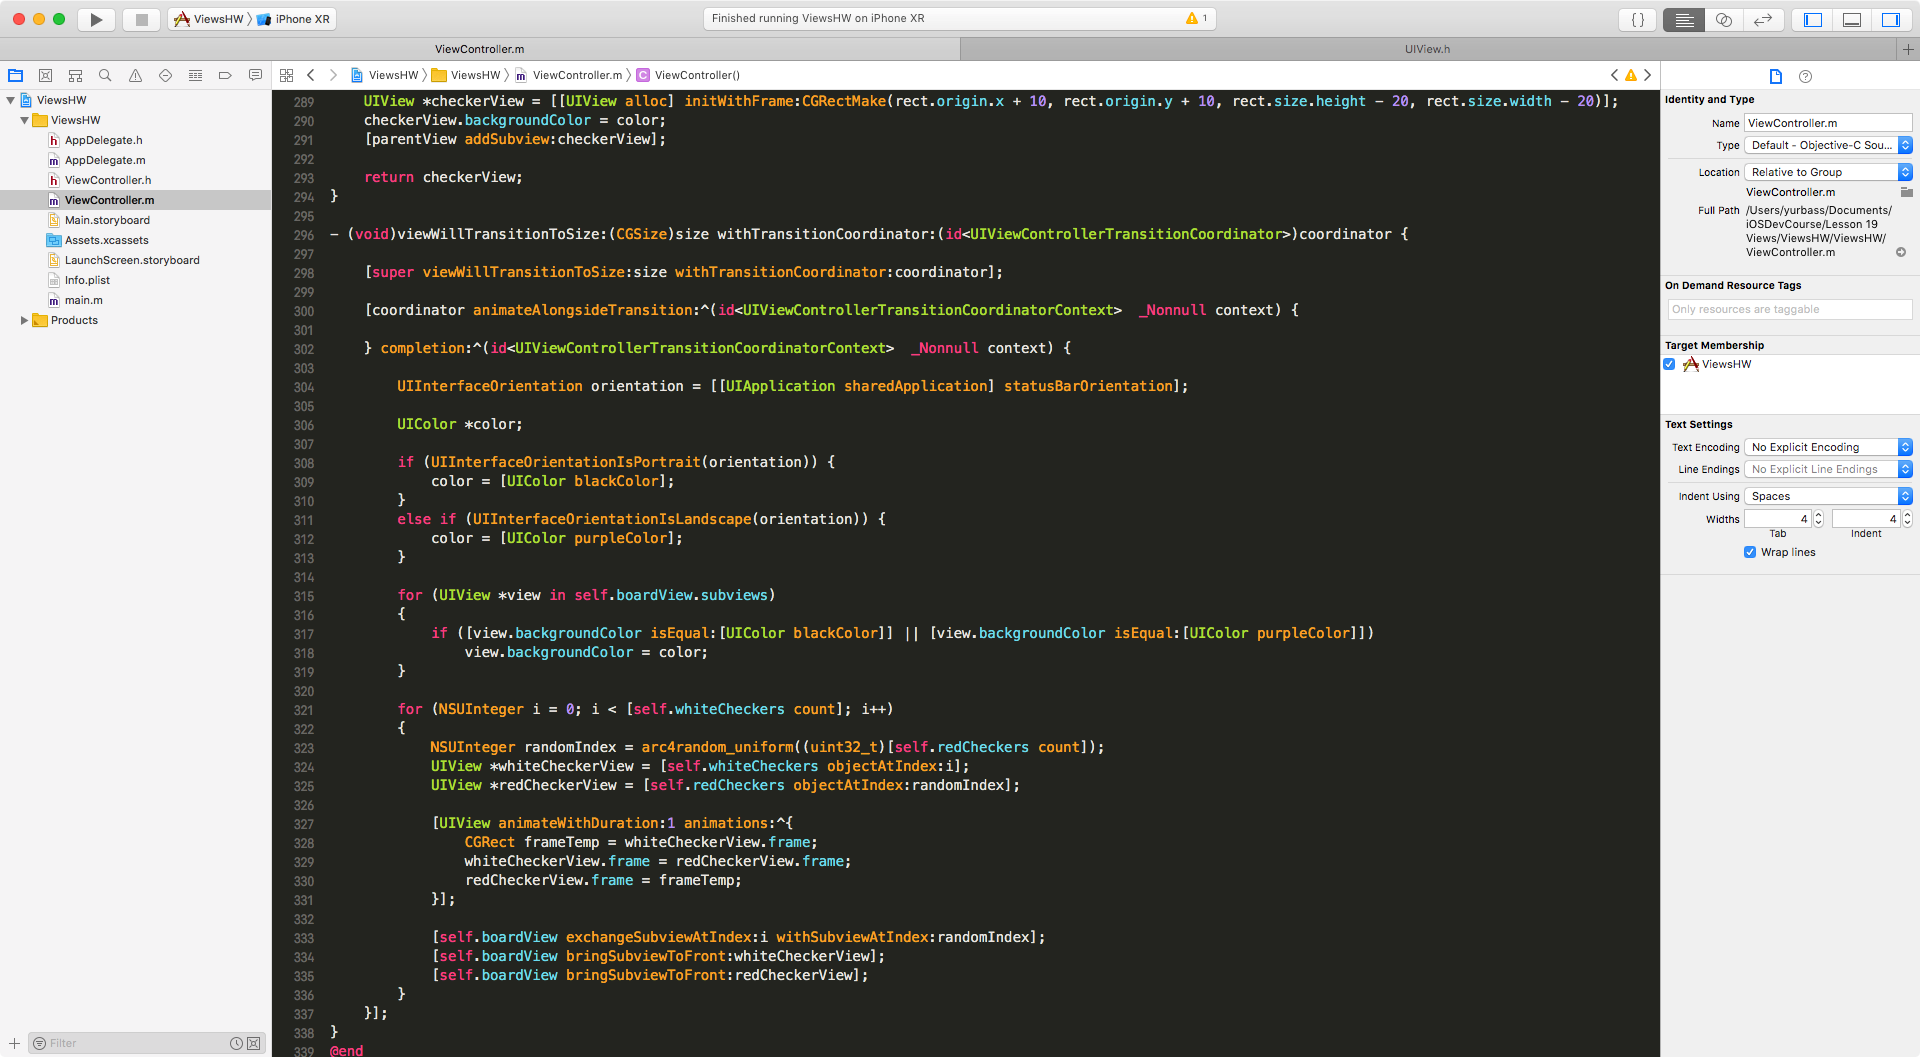 ViewsHW iPhone XR
Finished running ViewsHW on iPhone XR 1
ViewController.m UIView.h
ViewsHW ViewsHW ViewController.m ViewController()
ViewsHW
ViewsHW
AppDelegate.h
AppDelegate.m
ViewController.h
ViewController.m
Main.storyboard
Assets.xcassets
LaunchScreen.storyboard
Info.plist
main.m
Products
Filter
289 UIView *checkerView = [[UIView alloc] initWithFrame:CGRectMake(rect.origin.x + 10, rect.origin.y + 10, rect.size.height - 20, rect.size.width - 20)];
290 checkerView.backgroundColor = color;
291 [parentView addSubview:checkerView];
292
293 return checkerView;
294 }
295
296 - (void)viewWillTransitionToSize:(CGSize)size withTransitionCoordinator:(id<UIViewControllerTransitionCoordinator>)coordinator {
297
298 [super viewWillTransitionToSize:size withTransitionCoordinator:coordinator];
299
300 [coordinator animateAlongsideTransition:^(id<UIViewControllerTransitionCoordinatorContext>  _Nonnull context) {
301
302 } completion:^(id<UIViewControllerTransitionCoordinatorContext>  _Nonnull context) {
303
304 UIInterfaceOrientation orientation = [[UIApplication sharedApplication] statusBarOrientation];
305
306 UIColor *color;
307
308 if (UIInterfaceOrientationIsPortrait(orientation)) {
309 color = [UIColor blackColor];
310 }
311 else if (UIInterfaceOrientationIsLandscape(orientation)) {
312 color = [UIColor purpleColor];
313 }
314
315 for (UIView *view in self.boardView.subviews)
316 {
317 if ([view.backgroundColor isEqual:[UIColor blackColor]] || [view.backgroundColor isEqual:[UIColor purpleColor]])
318 view.backgroundColor = color;
319 }
320
321 for (NSUInteger i = 0; i < [self.whiteCheckers count]; i++)
322 {
323 NSUInteger randomIndex = arc4random_uniform((uint32_t)[self.redCheckers count]);
324 UIView *whiteCheckerView = [self.whiteCheckers objectAtIndex:i];
325 UIView *redCheckerView = [self.redCheckers objectAtIndex:randomIndex];
326
327 [UIView animateWithDuration:1 animations:^{
328 CGRect frameTemp = whiteCheckerView.frame;
329 whiteCheckerView.frame = redCheckerView.frame;
330 redCheckerView.frame = frameTemp;
331 }];
332
333 [self.boardView exchangeSubviewAtIndex:i withSubviewAtIndex:randomIndex];
334 [self.boardView bringSubviewToFront:whiteCheckerView];
335 [self.boardView bringSubviewToFront:redCheckerView];
336 }
337 }];
338 }
339 @end
Identity and Type
Name ViewController.m
Type Default - Objective-C Sou...
Location Relative to Group
ViewController.m
Full Path /Users/yurbass/Documents/
iOSDevCourse/Lesson 19
Views/ViewsHW/ViewsHW/
ViewController.m
On Demand Resource Tags
Only resources are taggable
Target Membership
ViewsHW
Text Settings
Text Encoding No Explicit Encoding
Line Endings No Explicit Line Endings
Indent Using Spaces
Widths 4 4
Tab Indent
Wrap lines